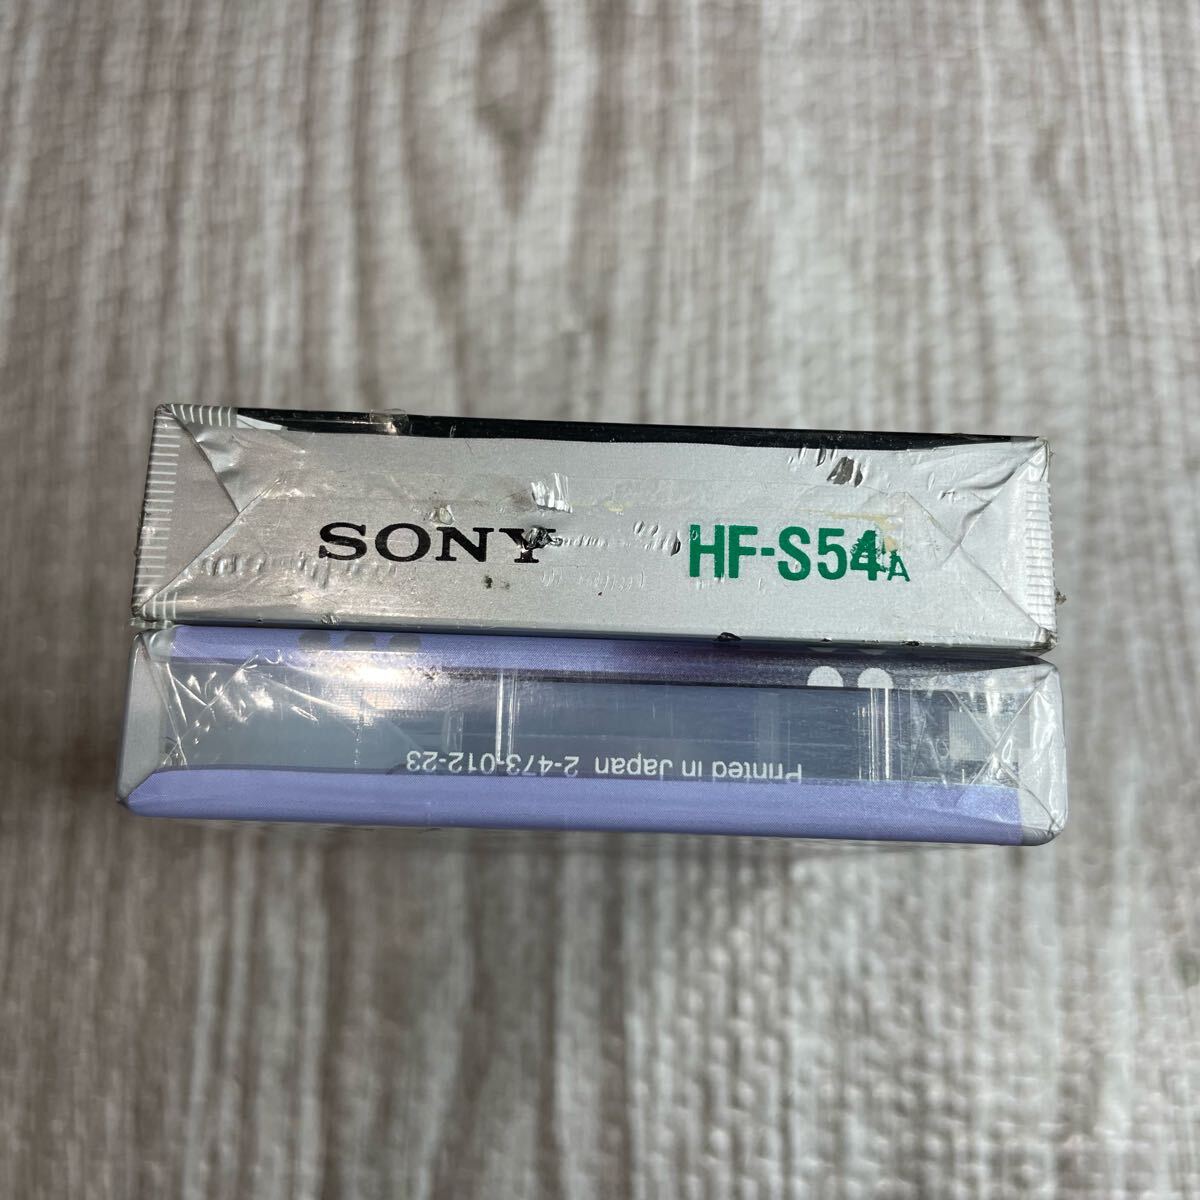 SONY HF-S54A
Printed in Japan 2-473-012-23